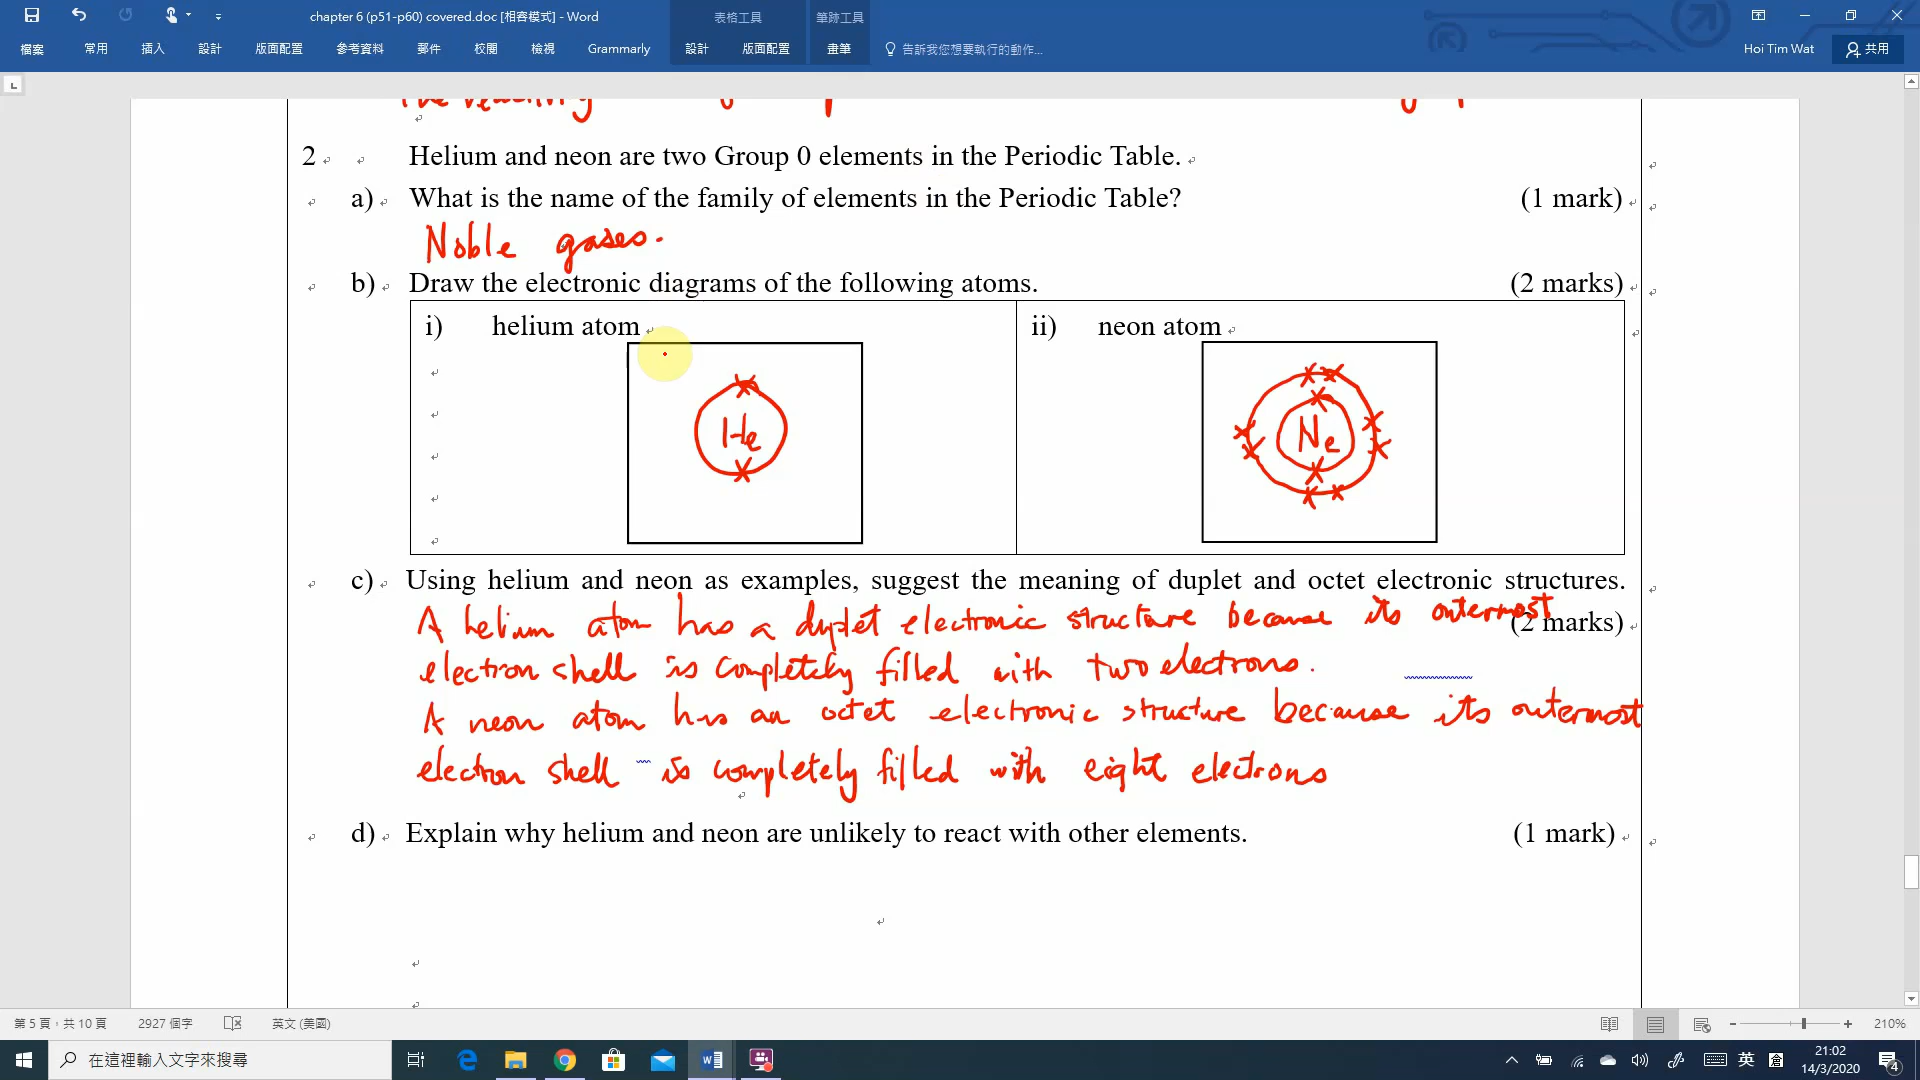 chapter 6 (p51-p60) covered.doc [相容模式] - Word
表格工具
筆跡工具
檔案 常用 插入 設計 版面配置 參考資料 郵件 校閱 檢視 Grammarly 設計 版面配置 畫筆 告訴我您想要執行的動作... Hoi Tim Wat 共用
2 Helium and neon are two Group 0 elements in the Periodic Table.
a) What is the name of the family of elements in the Periodic Table? (1 mark)
Noble gases.
b) Draw the electronic diagrams of the following atoms. (2 marks)
i) helium atom
ii) neon atom
He
Ne
c) Using helium and neon as examples, suggest the meaning of duplet and octet electronic structures.
(2 marks)
A helium atom has a duplet electronic structure because its outermost
electron shell is completely filled with two electrons.
A neon atom has an octet electronic structure because its outermost
electron shell is completely filled with eight electrons
d) Explain why helium and neon are unlikely to react with other elements. (1 mark)
第 5 頁，共 10 頁 2927 個字 英文 (美國) 210%
在這裡輸入文字來搜尋
英
倉
21:02
14/3/2020
4